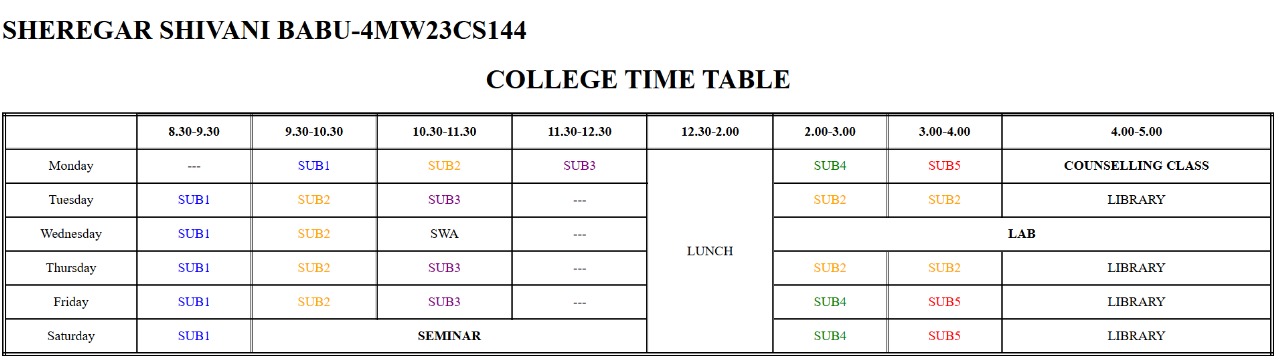 SHEREGAR SHIVANI BABU-4MW23CS144
COLLEGE TIME TABLE
8.30-9.30 9.30-10.30 10.30-11.30 11.30-12.30 12.30-2.00 2.00-3.00 3.00-4.00 4.00-5.00
Monday --- SUB1 SUB2 SUB3 SUB4 SUB5 COUNSELLING CLASS
Tuesday SUB1 SUB2 SUB3 --- SUB2 SUB2 LIBRARY
Wednesday SUB1 SUB2 SWA --- LAB
LUNCH
Thursday SUB1 SUB2 SUB3 --- SUB2 SUB2 LIBRARY
Friday SUB1 SUB2 SUB3 --- SUB4 SUB5 LIBRARY
Saturday SUB1 SEMINAR SUB4 SUB5 LIBRARY